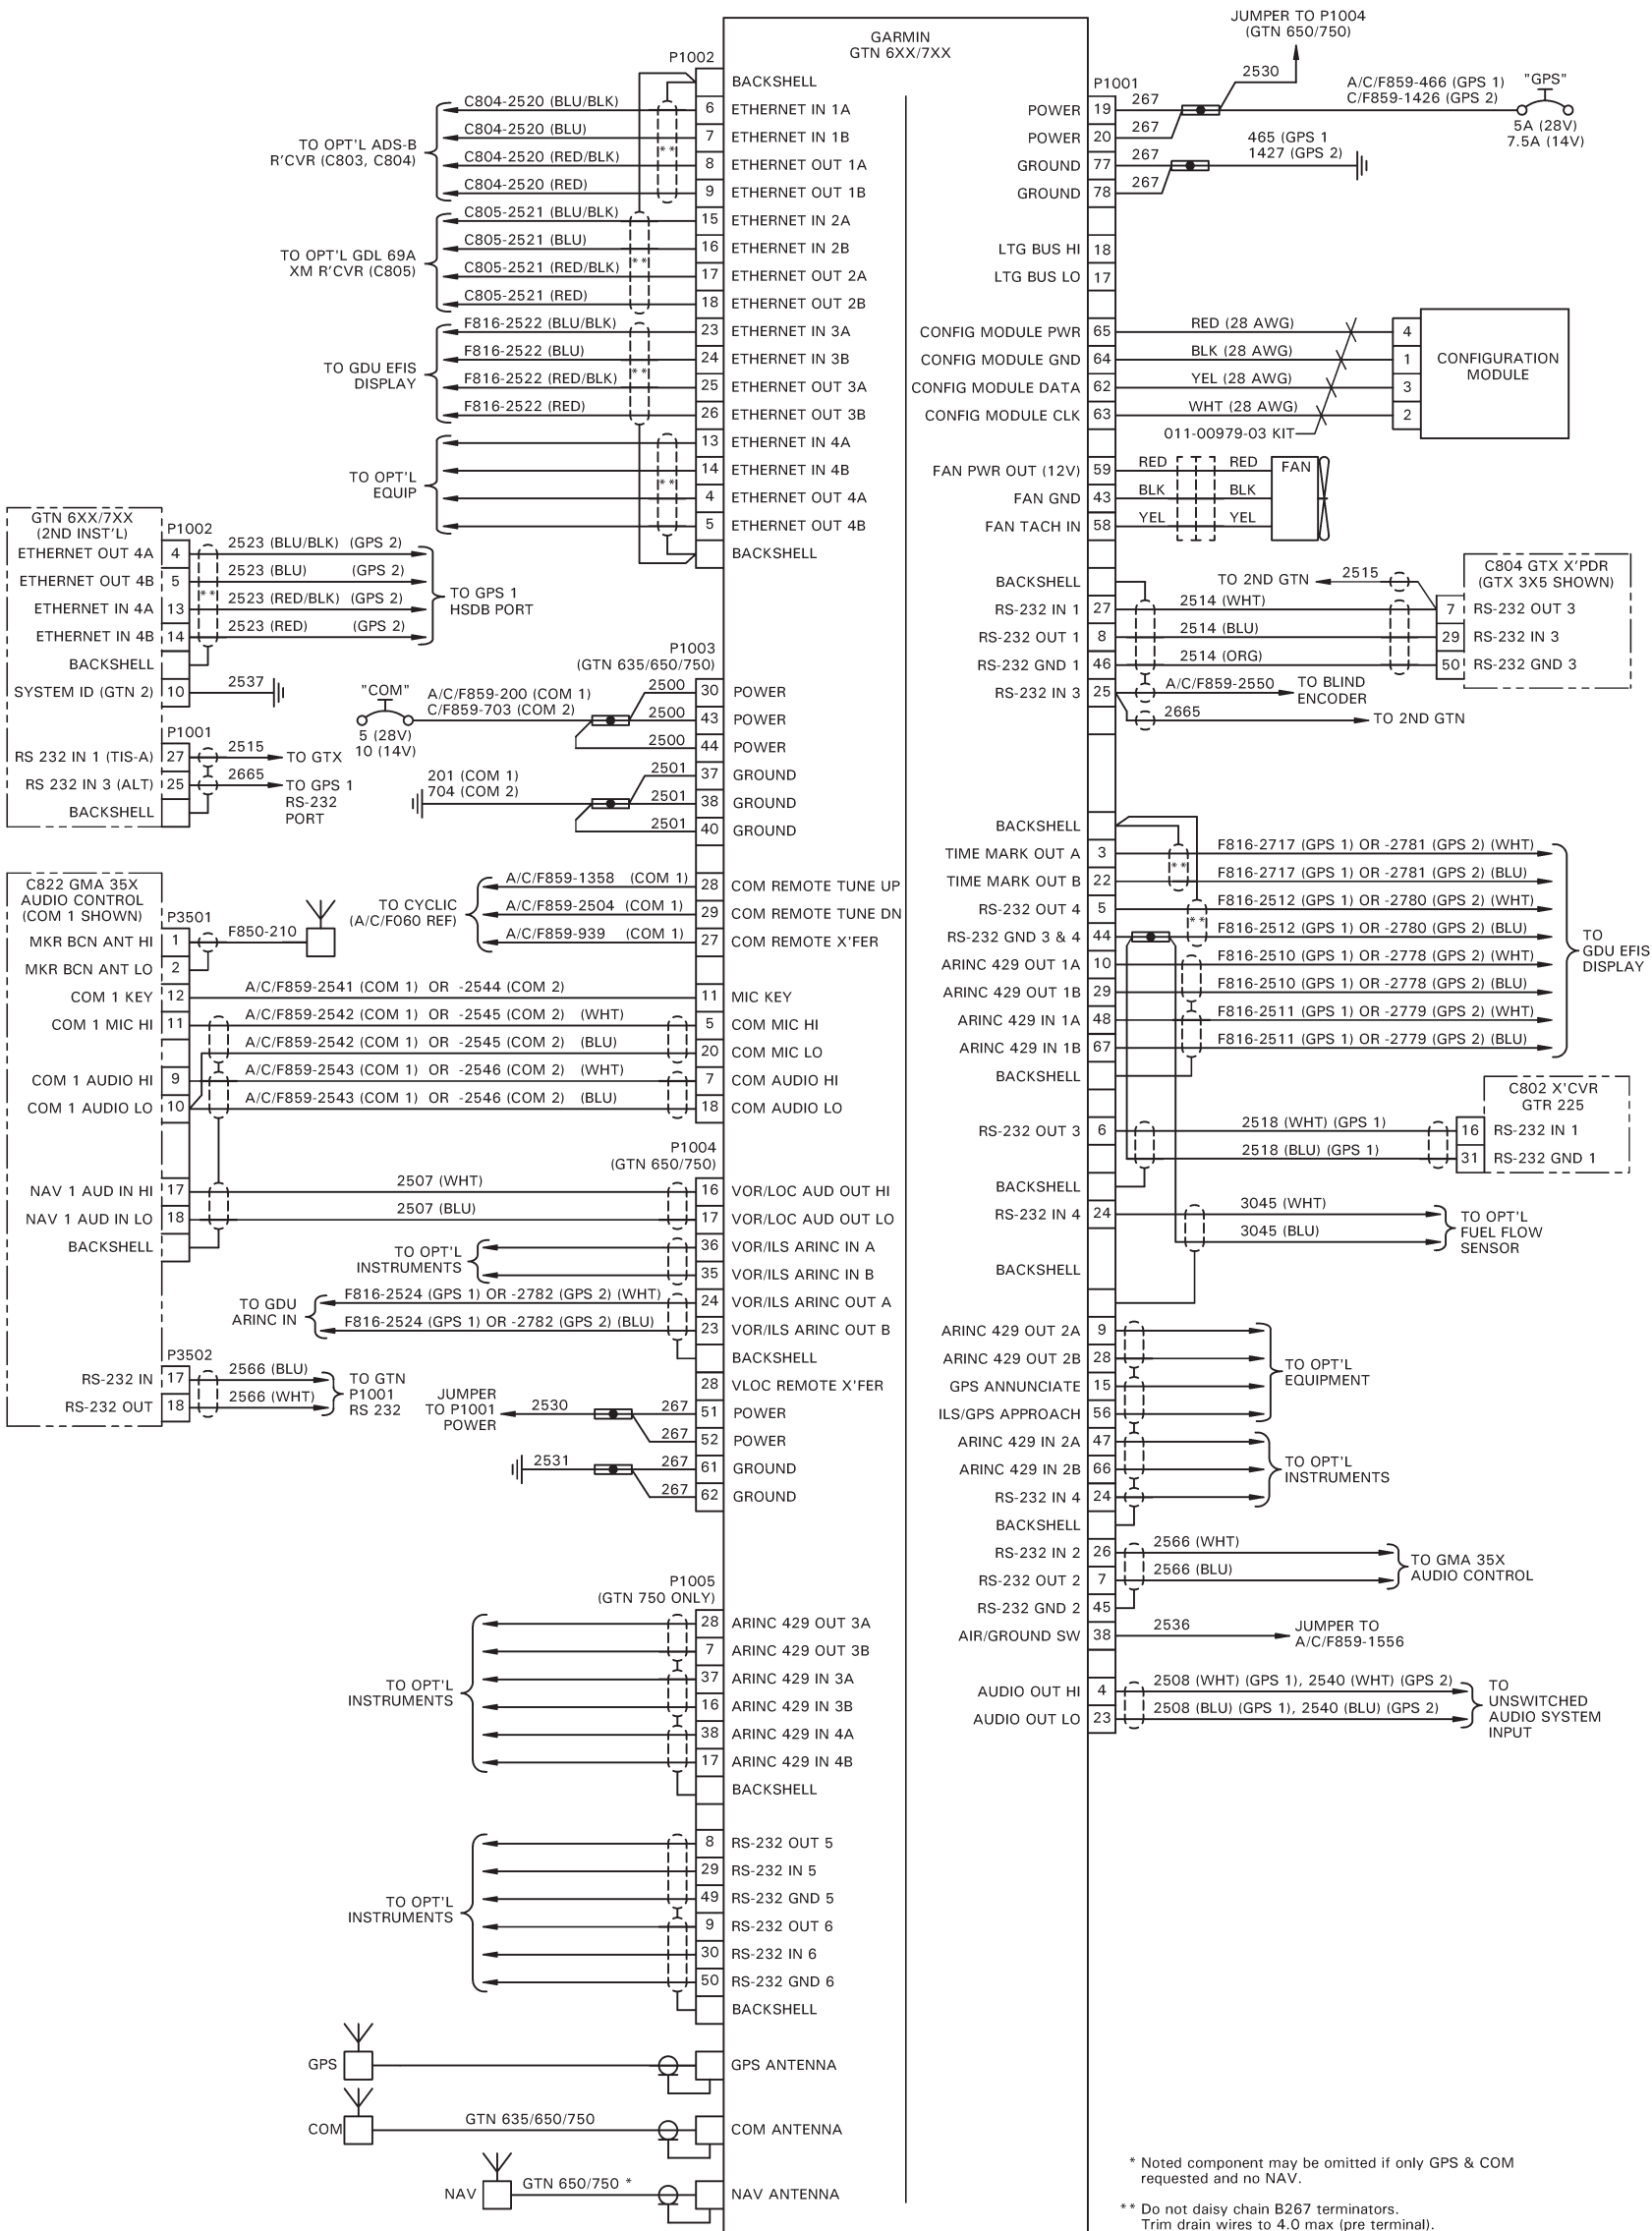 JUMPER TO P1004
(GTN 650/750)
GARMIN
GTN 6XX/7XX
P1002
BACKSHELL
C804-2520 (BLU/BLK) 6 ETHERNET IN 1A
C804-2520 (BLU) 7 ETHERNET IN 1B
TO OPT'L ADS-B
R'CVR (C803, C804)
C804-2520 (RED/BLK) * * 8 ETHERNET OUT 1A
C804-2520 (RED) 9 ETHERNET OUT 1B
C805-2521 (BLU/BLK) 15 ETHERNET IN 2A
C805-2521 (BLU) 16 ETHERNET IN 2B
TO OPT'L GDL 69A
XM R'CVR (C805)
C805-2521 (RED/BLK) * * 17 ETHERNET OUT 2A
C805-2521 (RED) 18 ETHERNET OUT 2B
F816-2522 (BLU/BLK) 23 ETHERNET IN 3A
F816-2522 (BLU) 24 ETHERNET IN 3B
TO GDU EFIS
DISPLAY
F816-2522 (RED/BLK) * * 25 ETHERNET OUT 3A
F816-2522 (RED) 26 ETHERNET OUT 3B
13 ETHERNET IN 4A
14 ETHERNET IN 4B
TO OPT'L
EQUIP
* * 4 ETHERNET OUT 4A
5 ETHERNET OUT 4B
BACKSHELL
GTN 6XX/7XX
(2ND INST'L)
P1002
ETHERNET OUT 4A 4 2523 (BLU/BLK) (GPS 2)
ETHERNET OUT 4B 5 2523 (BLU) (GPS 2)
ETHERNET IN 4A 13 * * 2523 (RED/BLK) (GPS 2)
ETHERNET IN 4B 14 2523 (RED) (GPS 2)
TO GPS 1
HSDB PORT
BACKSHELL
SYSTEM ID (GTN 2) 10 2537
P1001
RS 232 IN 1 (TIS-A) 27 2515 TO GTX
RS 232 IN 3 (ALT) 25 2665 TO GPS 1
RS-232
PORT
BACKSHELL
P1003
(GTN 635/650/750)
"COM"
5 (28V)
10 (14V)
A/C/F859-200 (COM 1)
C/F859-703 (COM 2)
2500 30 POWER
2500 43 POWER
2500 44 POWER
201 (COM 1)
704 (COM 2)
2501 37 GROUND
2501 38 GROUND
2501 40 GROUND
TO CYCLIC
(A/C/F060 REF)
A/C/F859-1358 (COM 1) 28 COM REMOTE TUNE UP
A/C/F859-2504 (COM 1) 29 COM REMOTE TUNE DN
A/C/F859-939 (COM 1) 27 COM REMOTE X'FER
C822 GMA 35X
AUDIO CONTROL
(COM 1 SHOWN)
P3501
MKR BCN ANT HI 1 F850-210
MKR BCN ANT LO 2
COM 1 KEY 12 A/C/F859-2541 (COM 1) OR -2544 (COM 2) 11 MIC KEY
COM 1 MIC HI 11 A/C/F859-2542 (COM 1) OR -2545 (COM 2) (WHT) 5 COM MIC HI
A/C/F859-2542 (COM 1) OR -2545 (COM 2) (BLU) 20 COM MIC LO
COM 1 AUDIO HI 9 A/C/F859-2543 (COM 1) OR -2546 (COM 2) (WHT) 7 COM AUDIO HI
COM 1 AUDIO LO 10 A/C/F859-2543 (COM 1) OR -2546 (COM 2) (BLU) 18 COM AUDIO LO
P1004
(GTN 650/750)
NAV 1 AUD IN HI 17 2507 (WHT) 16 VOR/LOC AUD OUT HI
NAV 1 AUD IN LO 18 2507 (BLU) 17 VOR/LOC AUD OUT LO
BACKSHELL
TO OPT'L
INSTRUMENTS
36 VOR/ILS ARINC IN A
35 VOR/ILS ARINC IN B
TO GDU
ARINC IN
F816-2524 (GPS 1) OR -2782 (GPS 2) (WHT) 24 VOR/ILS ARINC OUT A
F816-2524 (GPS 1) OR -2782 (GPS 2) (BLU) 23 VOR/ILS ARINC OUT B
BACKSHELL
P3502
RS-232 IN 17 2566 (BLU)
RS-232 OUT 18 2566 (WHT)
TO GTN
P1001
RS 232
28 VLOC REMOTE X'FER
JUMPER
TO P1001
POWER
2530 267 51 POWER
267 52 POWER
2531 267 61 GROUND
267 62 GROUND
P1005
(GTN 750 ONLY)
28 ARINC 429 OUT 3A
7 ARINC 429 OUT 3B
37 ARINC 429 IN 3A
TO OPT'L
INSTRUMENTS
16 ARINC 429 IN 3B
38 ARINC 429 IN 4A
17 ARINC 429 IN 4B
BACKSHELL
8 RS-232 OUT 5
29 RS-232 IN 5
49 RS-232 GND 5
TO OPT'L
INSTRUMENTS
9 RS-232 OUT 6
30 RS-232 IN 6
50 RS-232 GND 6
BACKSHELL
GPS GPS ANTENNA
COM GTN 635/650/750 COM ANTENNA
NAV GTN 650/750 * NAV ANTENNA
P1001
2530
A/C/F859-466 (GPS 1)
C/F859-1426 (GPS 2)
"GPS"
5A (28V)
7.5A (14V)
POWER 19 267
POWER 20 267
465 (GPS 1
1427 (GPS 2)
GROUND 77 267
GROUND 78 267
LTG BUS HI 18
LTG BUS LO 17
CONFIG MODULE PWR 65 RED (28 AWG) 4
CONFIG MODULE GND 64 BLK (28 AWG) 1
CONFIG MODULE DATA 62 YEL (28 AWG) 3
CONFIG MODULE CLK 63 WHT (28 AWG) 2
CONFIGURATION
MODULE
011-00979-03 KIT
FAN PWR OUT (12V) 59 RED RED FAN
FAN GND 43 BLK BLK
FAN TACH IN 58 YEL YEL
C804 GTX X'PDR
(GTX 3X5 SHOWN)
BACKSHELL TO 2ND GTN 2515
RS-232 IN 1 27 2514 (WHT) 7 RS-232 OUT 3
RS-232 OUT 1 8 2514 (BLU) 29 RS-232 IN 3
RS-232 GND 1 46 2514 (ORG) 50 RS-232 GND 3
RS-232 IN 3 25 A/C/F859-2550 TO BLIND
ENCODER
2665 TO 2ND GTN
BACKSHELL
TIME MARK OUT A 3 F816-2717 (GPS 1) OR -2781 (GPS 2) (WHT)
* *
TIME MARK OUT B 22 F816-2717 (GPS 1) OR -2781 (GPS 2) (BLU)
RS-232 OUT 4 5 F816-2512 (GPS 1) OR -2780 (GPS 2) (WHT)
* *
RS-232 GND 3 & 4 44 F816-2512 (GPS 1) OR -2780 (GPS 2) (BLU)
TO
GDU EFIS
DISPLAY
ARINC 429 OUT 1A 10 F816-2510 (GPS 1) OR -2778 (GPS 2) (WHT)
ARINC 429 OUT 1B 29 F816-2510 (GPS 1) OR -2778 (GPS 2) (BLU)
ARINC 429 IN 1A 48 F816-2511 (GPS 1) OR -2779 (GPS 2) (WHT)
ARINC 429 IN 1B 67 F816-2511 (GPS 1) OR -2779 (GPS 2) (BLU)
BACKSHELL
C802 X'CVR
GTR 225
RS-232 OUT 3 6 2518 (WHT) (GPS 1) 16 RS-232 IN 1
2518 (BLU) (GPS 1) 31 RS-232 GND 1
BACKSHELL
RS-232 IN 4 24 3045 (WHT)
3045 (BLU)
TO OPT'L
FUEL FLOW
SENSOR
BACKSHELL
ARINC 429 OUT 2A 9
ARINC 429 OUT 2B 28
TO OPT'L
EQUIPMENT
GPS ANNUNCIATE 15
ILS/GPS APPROACH 56
ARINC 429 IN 2A 47
ARINC 429 IN 2B 66
TO OPT'L
INSTRUMENTS
RS-232 IN 4 24
BACKSHELL
RS-232 IN 2 26 2566 (WHT)
RS-232 OUT 2 7 2566 (BLU)
TO GMA 35X
AUDIO CONTROL
RS-232 GND 2 45
AIR/GROUND SW 38 2536 JUMPER TO
A/C/F859-1556
AUDIO OUT HI 4 2508 (WHT) (GPS 1), 2540 (WHT) (GPS 2)
AUDIO OUT LO 23 2508 (BLU) (GPS 1), 2540 (BLU) (GPS 2)
TO
UNSWITCHED
AUDIO SYSTEM
INPUT
* Noted component may be omitted if only GPS & COM
requested and no NAV.
** Do not daisy chain B267 terminators.
Trim drain wires to 4.0 max (pre terminal).